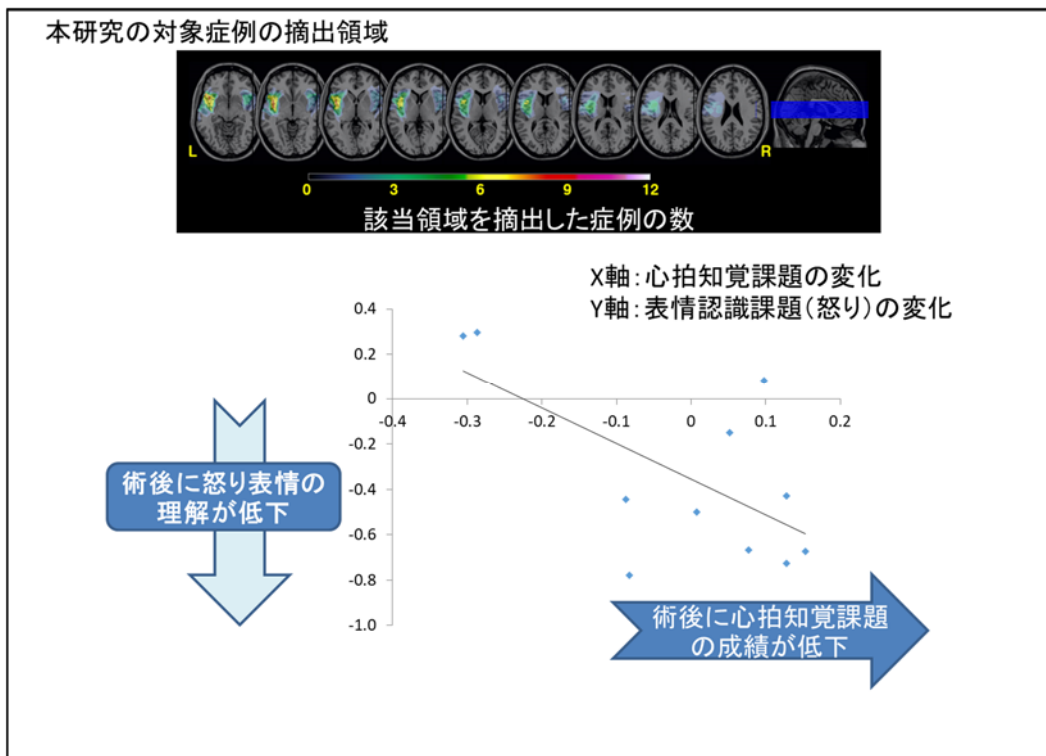 本研究の対象症例の摘出領域
L
R
0 3 6 9 12
該当領域を摘出した症例の数
X軸：心拍知覚課題の変化
Y軸：表情認識課題（怒り）の変化
0.4
0.2
0
-0.4 -0.3 -0.2 -0.1 0 0.1 0.2
-0.2
-0.4
-0.6
-0.8
-1.0
術後に怒り表情の
理解が低下
術後に心拍知覚課題
の成績が低下